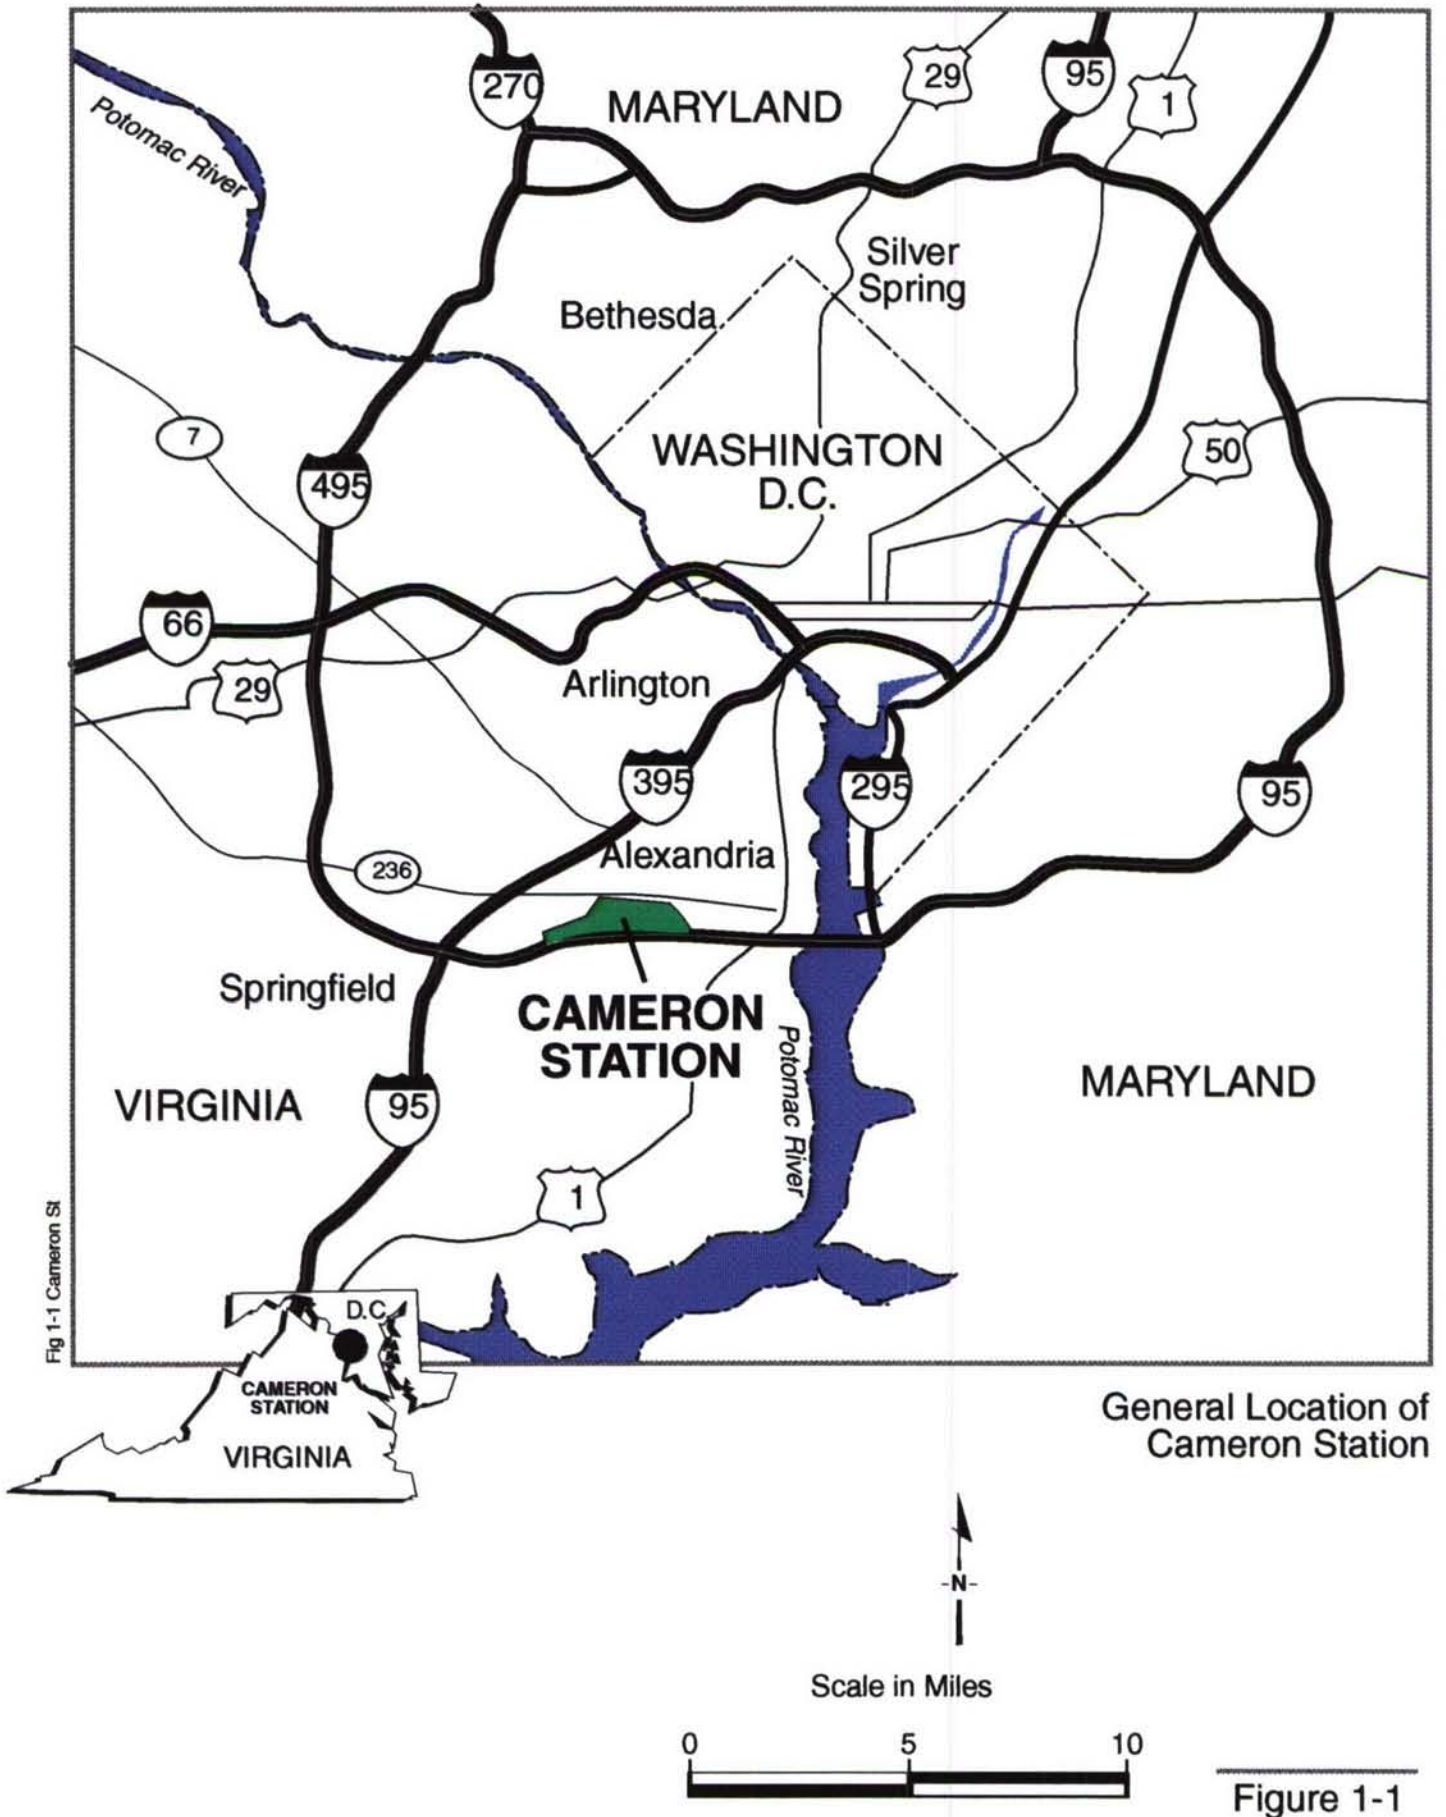 270
MARYLAND
29
95
1
Potomac River
Silver
Spring
Bethesda
7
WASHINGTON
D.C.
50
495
66
29
Arlington
395
295
95
Alexandria
236
Springfield
CAMERON
STATION
Potomac River
VIRGINIA
95
MARYLAND
1
Fig 1-1 Cameron St
D.C.
CAMERON
STATION
VIRGINIA
General Location of
Cameron Station
-N-
Scale in Miles
0 5 10
Figure 1-1